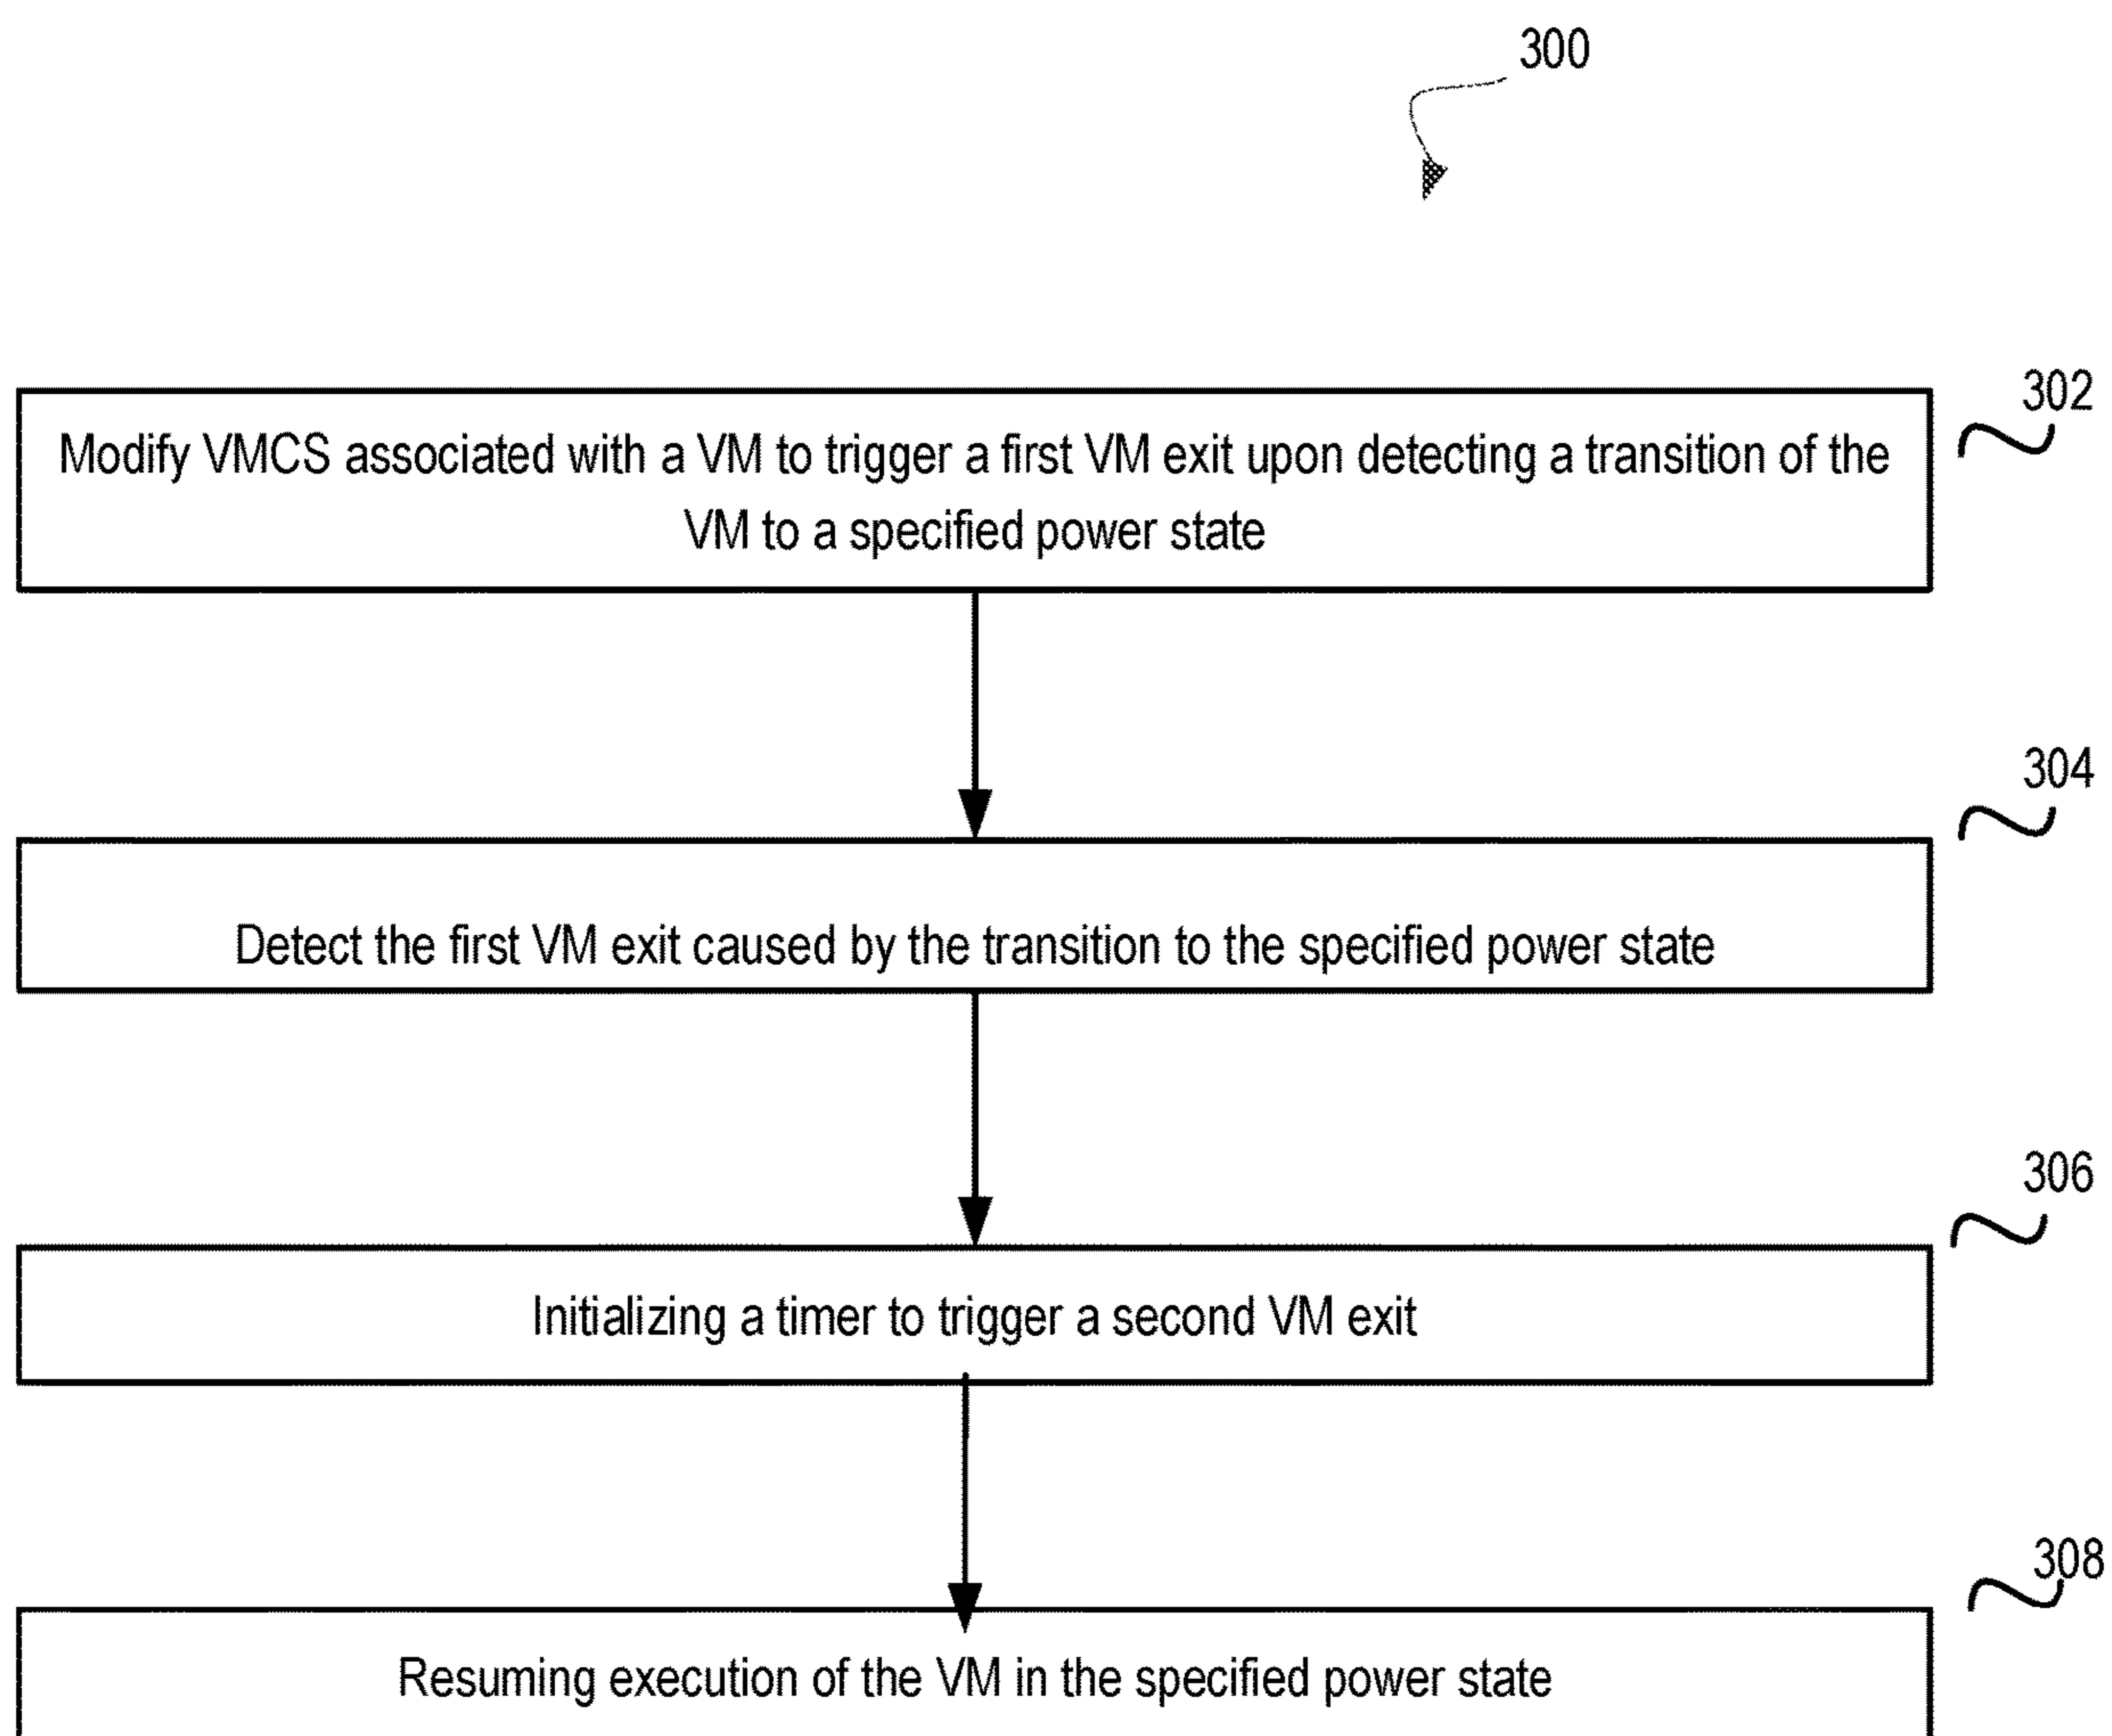 300
302
Modify VMCS associated with a VM to trigger a first VM exit upon detecting a transition of the
VM to a specified power state
304
Detect the first VM exit caused by the transition to the specified power state
306
Initializing a timer to trigger a second VM exit
308
Resuming execution of the VM in the specified power state